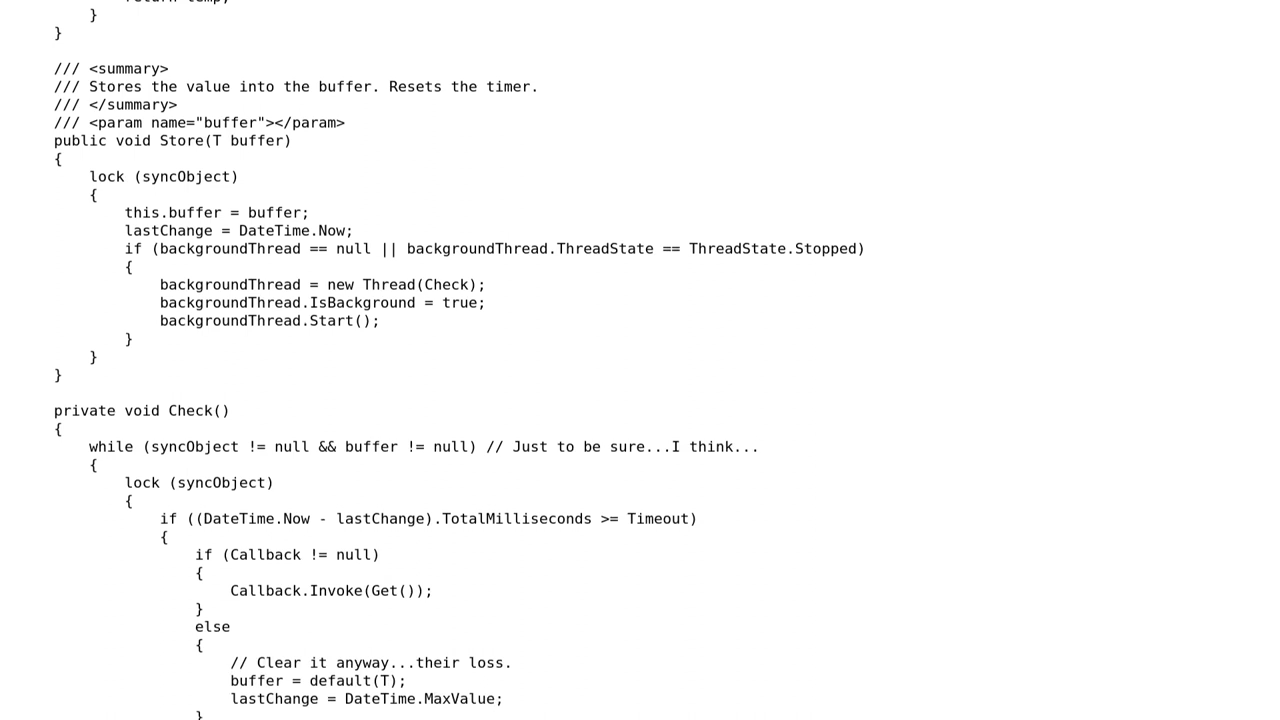 }
    }

    /// <summary>
    /// Stores the value into the buffer. Resets the timer.
    /// </summary>
    /// <param name="buffer"></param>
    public void Store(T buffer)
    {
        lock (syncObject)
        {
            this.buffer = buffer;
            lastChange = DateTime.Now;
            if (backgroundThread == null || backgroundThread.ThreadState == ThreadState.Stopped)
            {
                backgroundThread = new Thread(Check);
                backgroundThread.IsBackground = true;
                backgroundThread.Start();
            }
        }
    }

    private void Check()
    {
        while (syncObject != null && buffer != null) // Just to be sure...I think...
        {
            lock (syncObject)
            {
                if ((DateTime.Now - lastChange).TotalMilliseconds >= Timeout)
                {
                    if (Callback != null)
                    {
                        Callback.Invoke(Get());
                    }
                    else
                    {
                        // Clear it anyway...their loss.
                        buffer = default(T);
                        lastChange = DateTime.MaxValue;
                    }